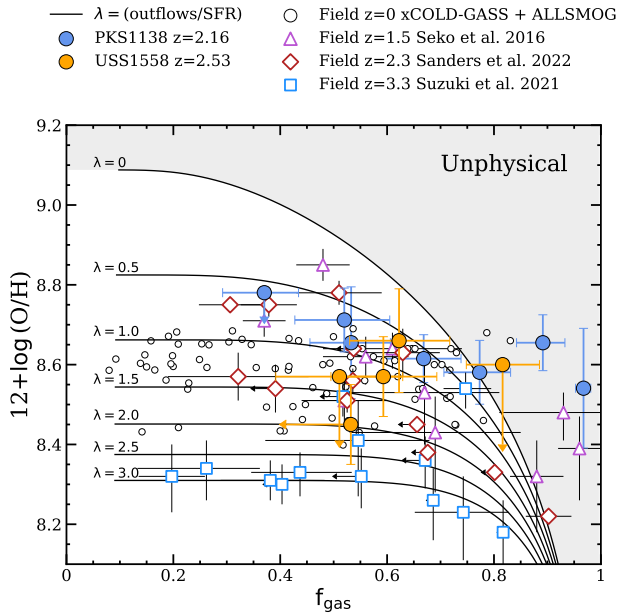 λ = (outflows/SFR)
PKS1138 z=2.16
USS1558 z=2.53
Field z=0 xCOLD-GASS + ALLSMOG
Field z=1.5 Seko et al. 2016
Field z=2.3 Sanders et al. 2022
Field z=3.3 Suzuki et al. 2021
9.2
9.0
8.8
8.6
8.4
8.2
12+log(O/H)
Unphysical
λ=0
λ=0.5
λ=1.0
λ=1.5
λ=2.0
λ=2.5
λ=3.0
0
0.2
0.4
0.6
0.8
1
f_gas